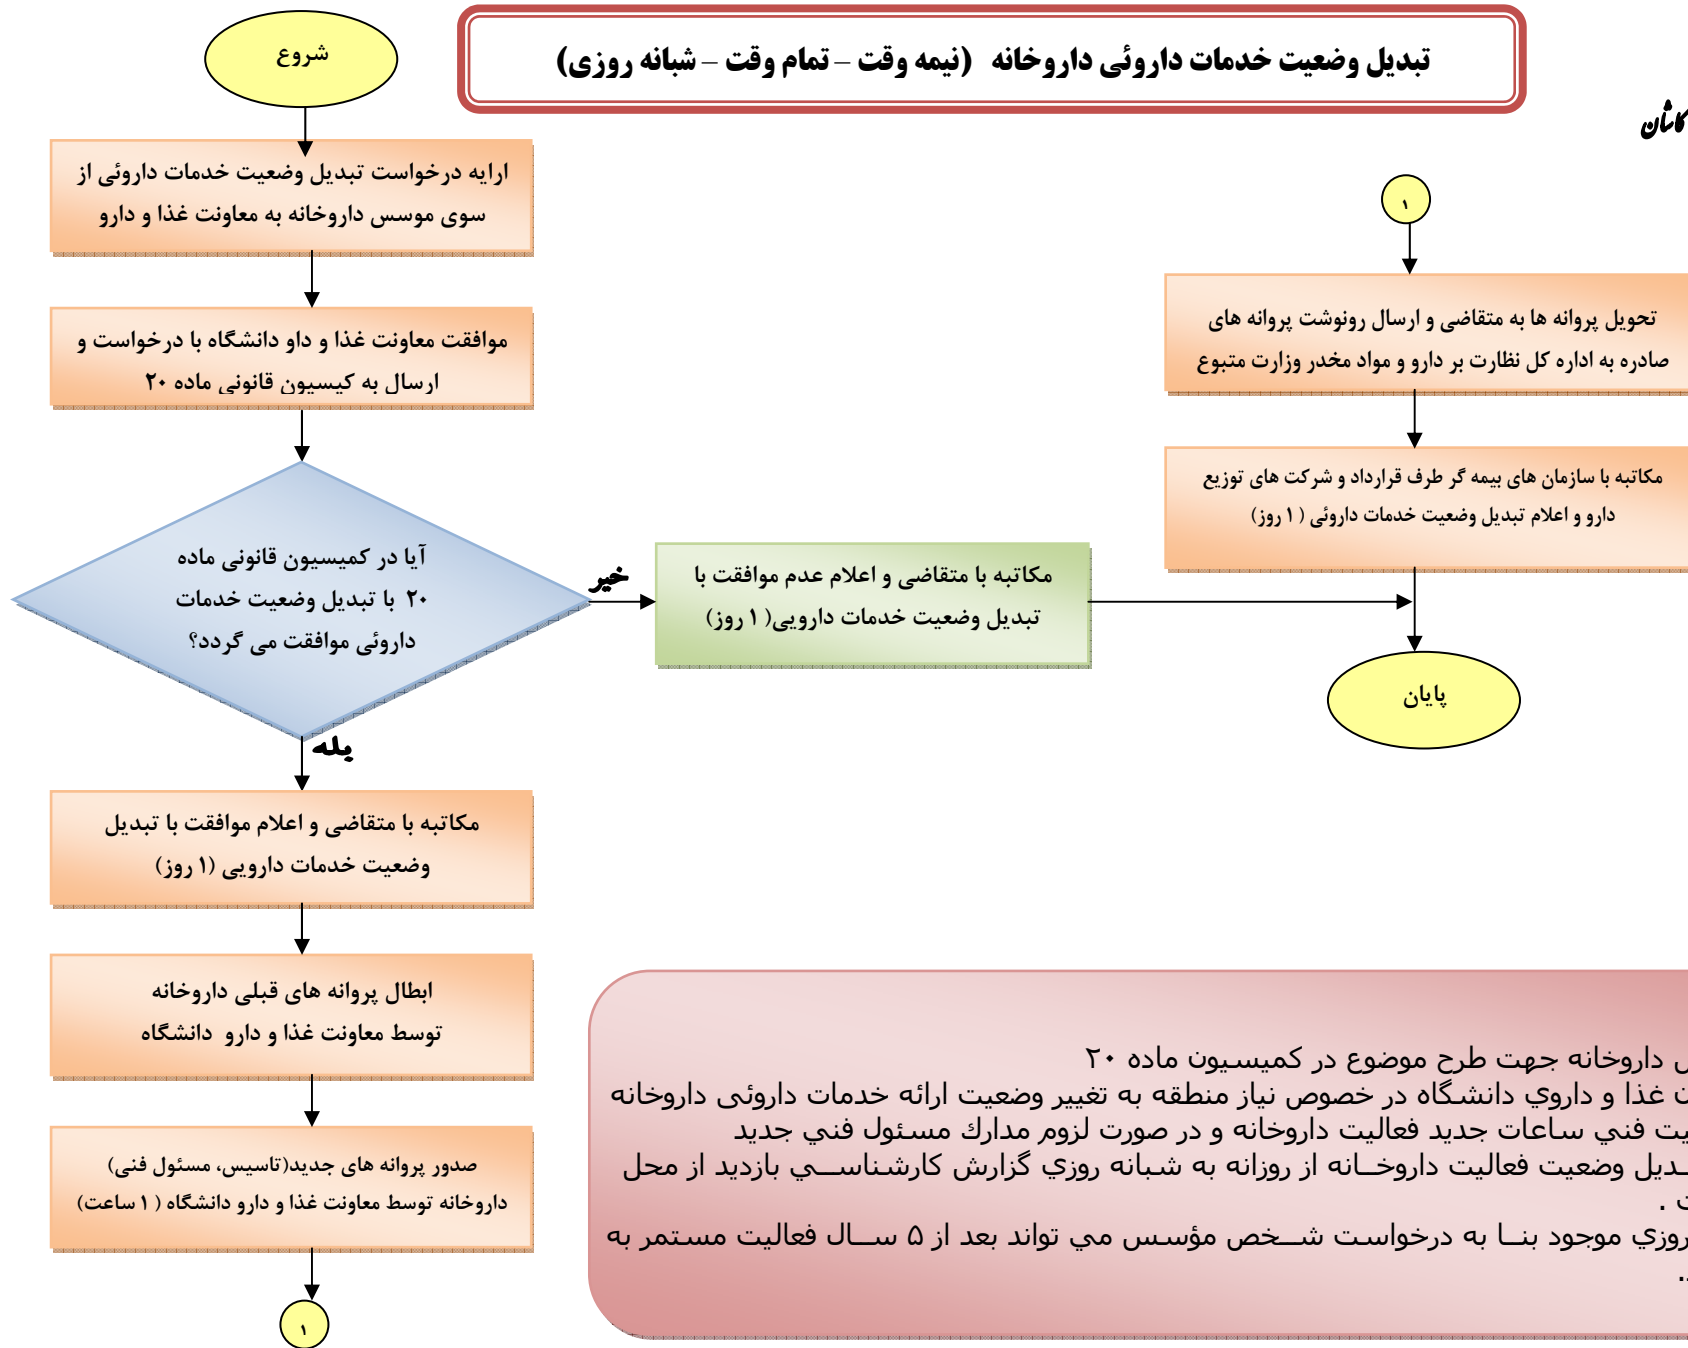 تبدیل وضعیت خدمات داروئی داروخانه (نیمه وقت – تمام وقت – شبانه روزی)
کاشان
شروع
ارایه درخواست تبدیل وضعیت خدمات داروئی از
سوی موسس داروخانه به معاونت غذا و دارو
موافقت معاونت غذا و داو دانشگاه با درخواست و
ارسال به کیسیون قانونی ماده ۲۰
آیا در کمیسیون قانونی ماده
۲۰ با تبدیل وضعیت خدمات
داروئی موافقت می گردد؟
خیر
مکاتبه با متقاضی و اعلام عدم موافقت با
تبدیل وضعیت خدمات دارویی( ۱ روز)
بله
مکاتبه با متقاضی و اعلام موافقت با تبدیل
وضعیت خدمات دارویی (۱ روز)
ابطال پروانه های قبلی داروخانه
توسط معاونت غذا و دارو دانشگاه
صدور پروانه های جدید(تاسیس، مسئول فنی)
داروخانه توسط معاونت غذا و دارو دانشگاه ( ۱ ساعت)
۱
۱
تحویل پروانه ها به متقاضی و ارسال رونوشت پروانه های
صادره به اداره کل نظارت بر دارو و مواد مخدر وزارت متبوع
مکاتبه با سازمان های بیمه گر طرف قرارداد و شرکت های توزیع
دارو و اعلام تبدیل وضعیت خدمات داروئی ( ۱ روز)
پایان
داروخانه جهت طرح موضوع در کمیسیون ماده ۲۰
غذا و داروي دانشگاه در خصوص نیاز منطقه به تغییر وضعیت ارائه خدمات داروئی داروخانه
فني ساعات جدید فعالیت داروخانه و در صورت لزوم مدارك مسئول فني جدید
وضعیت فعالیت داروخــانه از روزانه به شبانه روزي گزارش کارشناســي بازدید از محل
.
روزي موجود بنــا به درخواست شــخص مؤسس مي تواند بعد از ۵ ســال فعالیت مستمر به